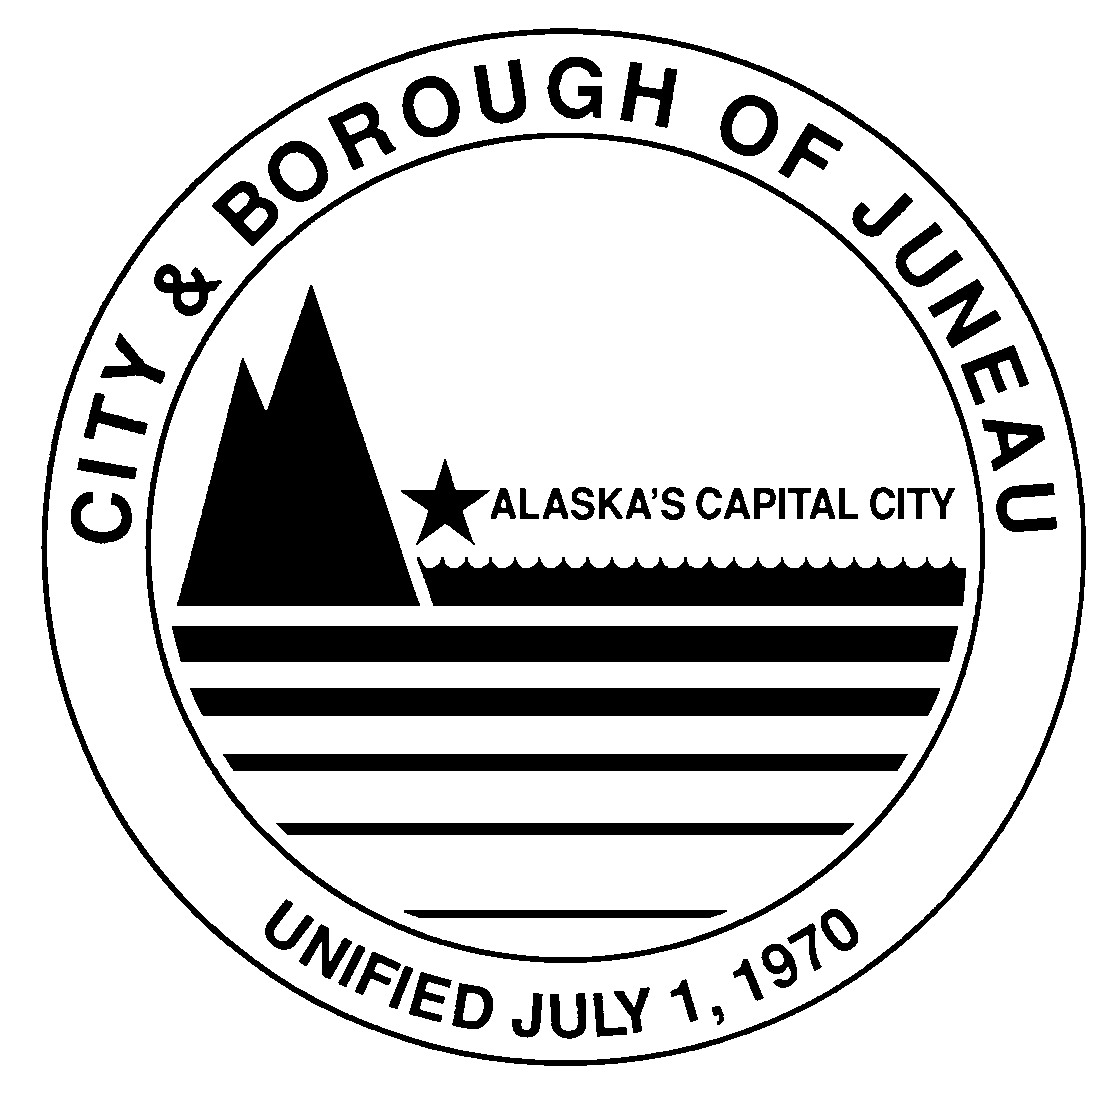 CITY & BOROUGH OF JUNEAU
ALASKA'S CAPITAL CITY
UNIFIED JULY 1, 1970